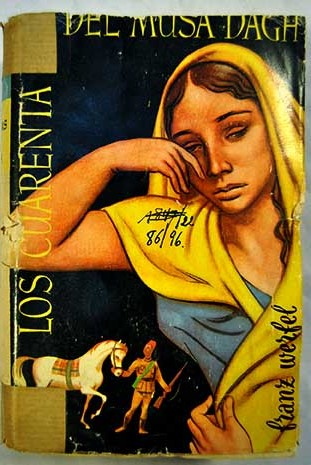 LOS CUARENTA
DEL MUSA DAGH
86/96.
franz werfel